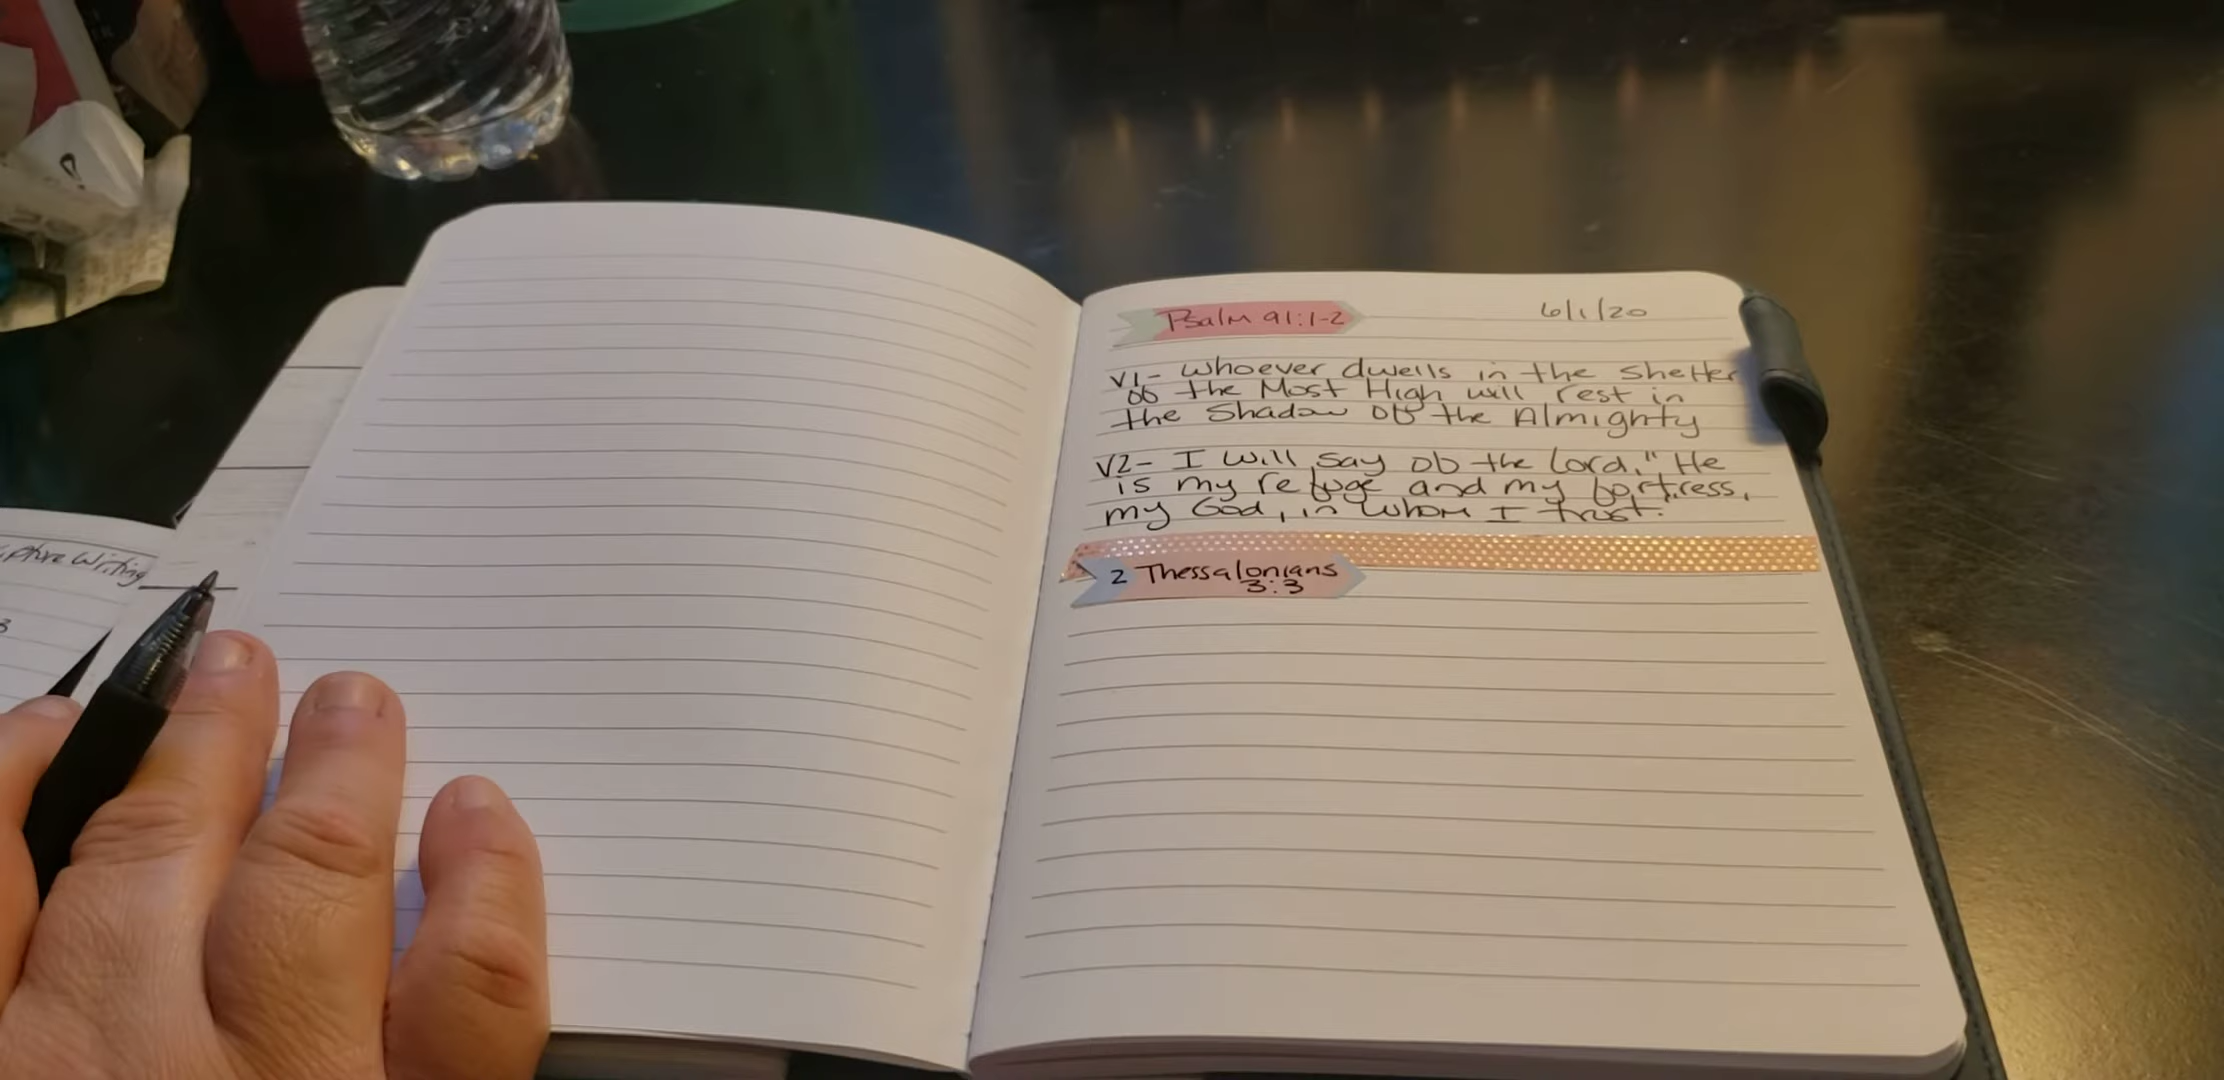 Psalm 91:1-2
6/1/20
V1- Whoever dwells in the Shelter
of the Most High will rest in
the Shadow of the Almighty
V2- I will say of the Lord, "He
is my refuge and my fortress,
my God, in whom I trust.
2 Thessalonians
3:3
Writing
3